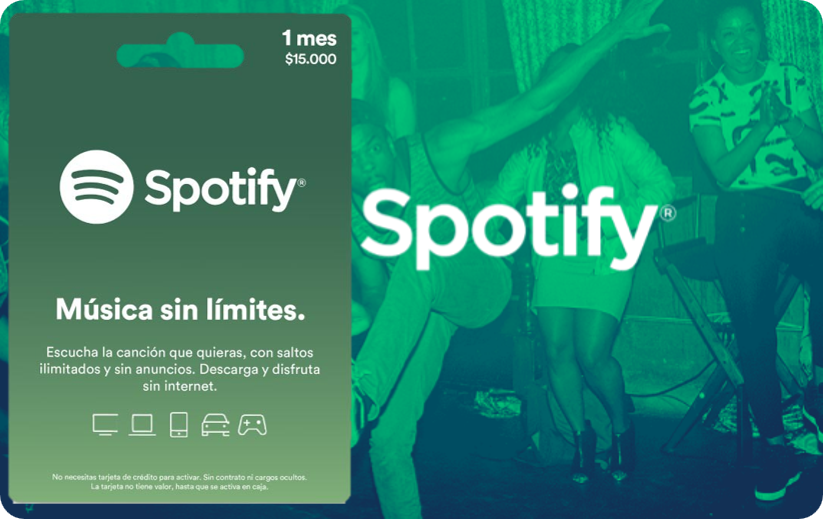 1 mes
$15.000
Spotify®
Música sin límites.
Escucha la canción que quieras, con saltos
ilimitados y sin anuncios. Descarga y disfruta
sin internet.
No necesitas tarjeta de crédito para activar. Sin contrato ni cargos ocultos.
La tarjeta no tiene valor, hasta que se activa en caja.
Spotify®